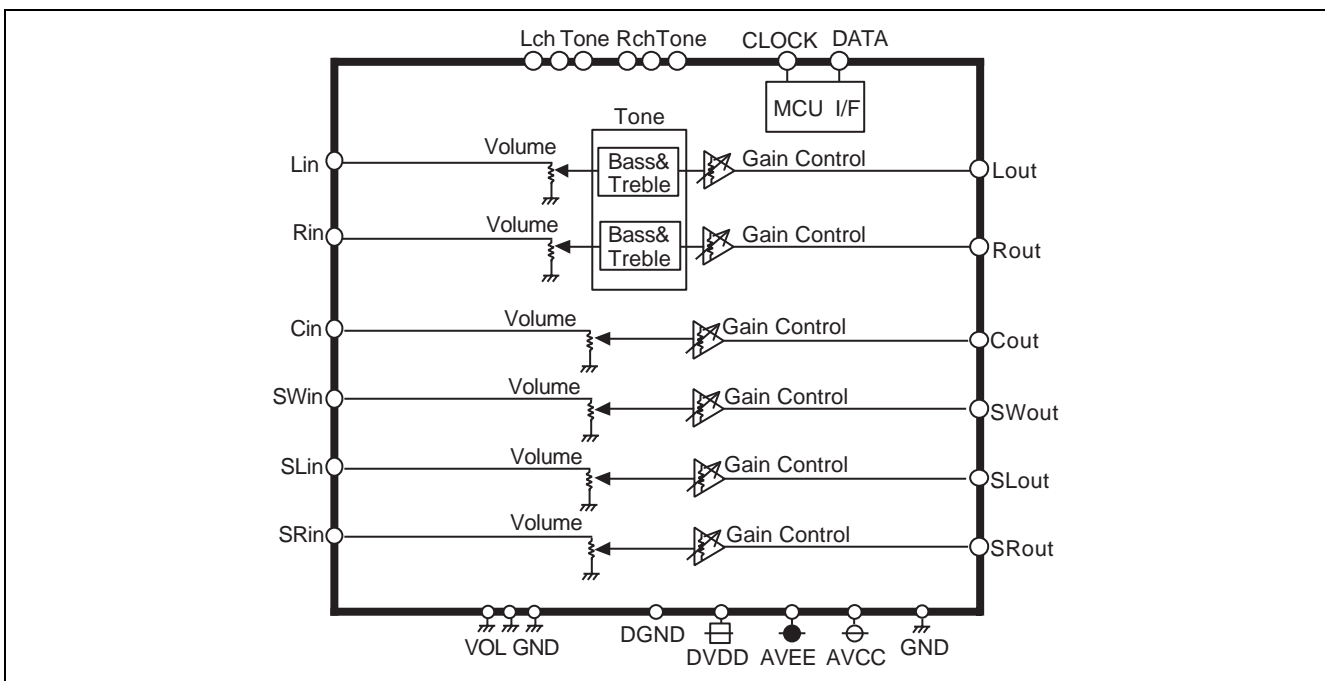 Lch Tone RchTone CLOCK DATA
MCU I/F
Tone
Lin Volume Bass& Treble Gain Control Lout
Rin Volume Bass& Treble Gain Control Rout
Cin Volume Gain Control Cout
SWin Volume Gain Control SWout
SLin Volume Gain Control SLout
SRin Volume Gain Control SRout
VOL GND DGND DVDD AVEE AVCC GND